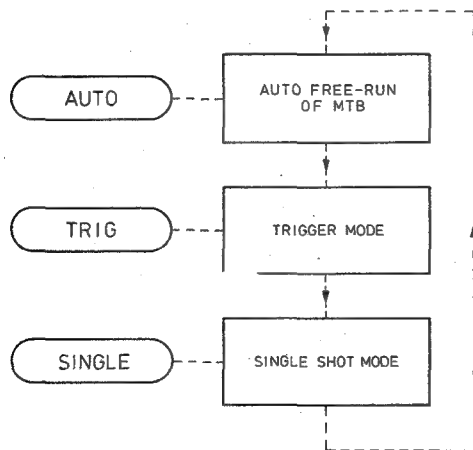 AUTO
AUTO FREE-RUN
OF MTB
TRIG
TRIGGER MODE
SINGLE
SINGLE SHOT MODE